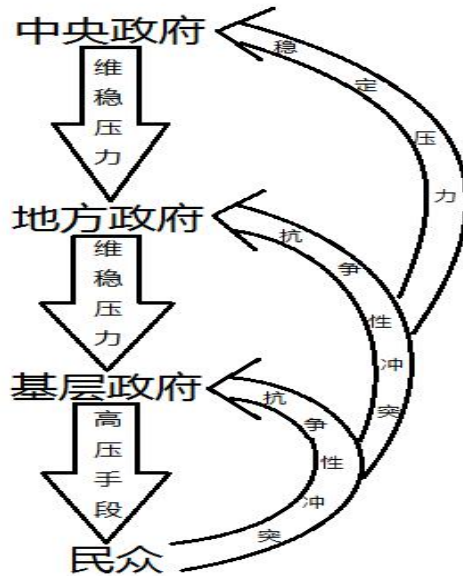 中央政府
维稳压力
稳定压力
地方政府
维稳压力
抗争性冲突
基层政府
高压手段
抗争性冲突
民众